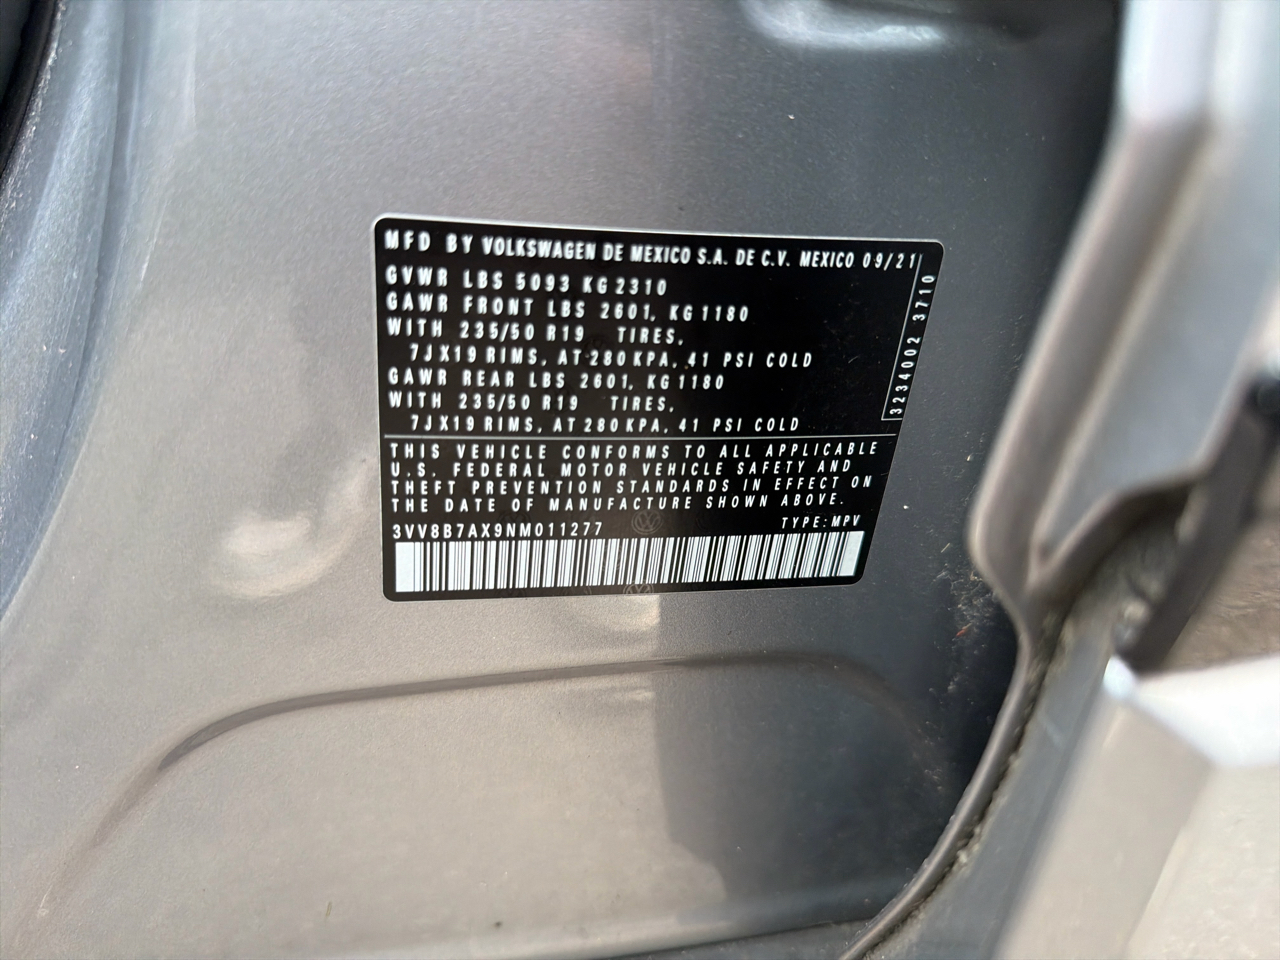 MFD BY VOLKSWAGEN DE MEXICO S.A. DE C.V. MEXICO 09/21
GVWR LBS 5093 KG 2310
GAWR FRONT LBS 2601, KG 1180
WITH 235/50 R19 TIRES,
7JX19 RIMS, AT 280 KPA, 41 PSI COLD
GAWR REAR LBS 2601, KG 1180
WITH 235/50 R19 TIRES,
7JX19 RIMS, AT 280 KPA, 41 PSI COLD
3234002 3710
THIS VEHICLE CONFORMS TO ALL APPLICABLE
U.S. FEDERAL MOTOR VEHICLE SAFETY AND
THEFT PREVENTION STANDARDS IN EFFECT ON
THE DATE OF MANUFACTURE SHOWN ABOVE.
3VV8B7AX9NM011277 TYPE: MPV